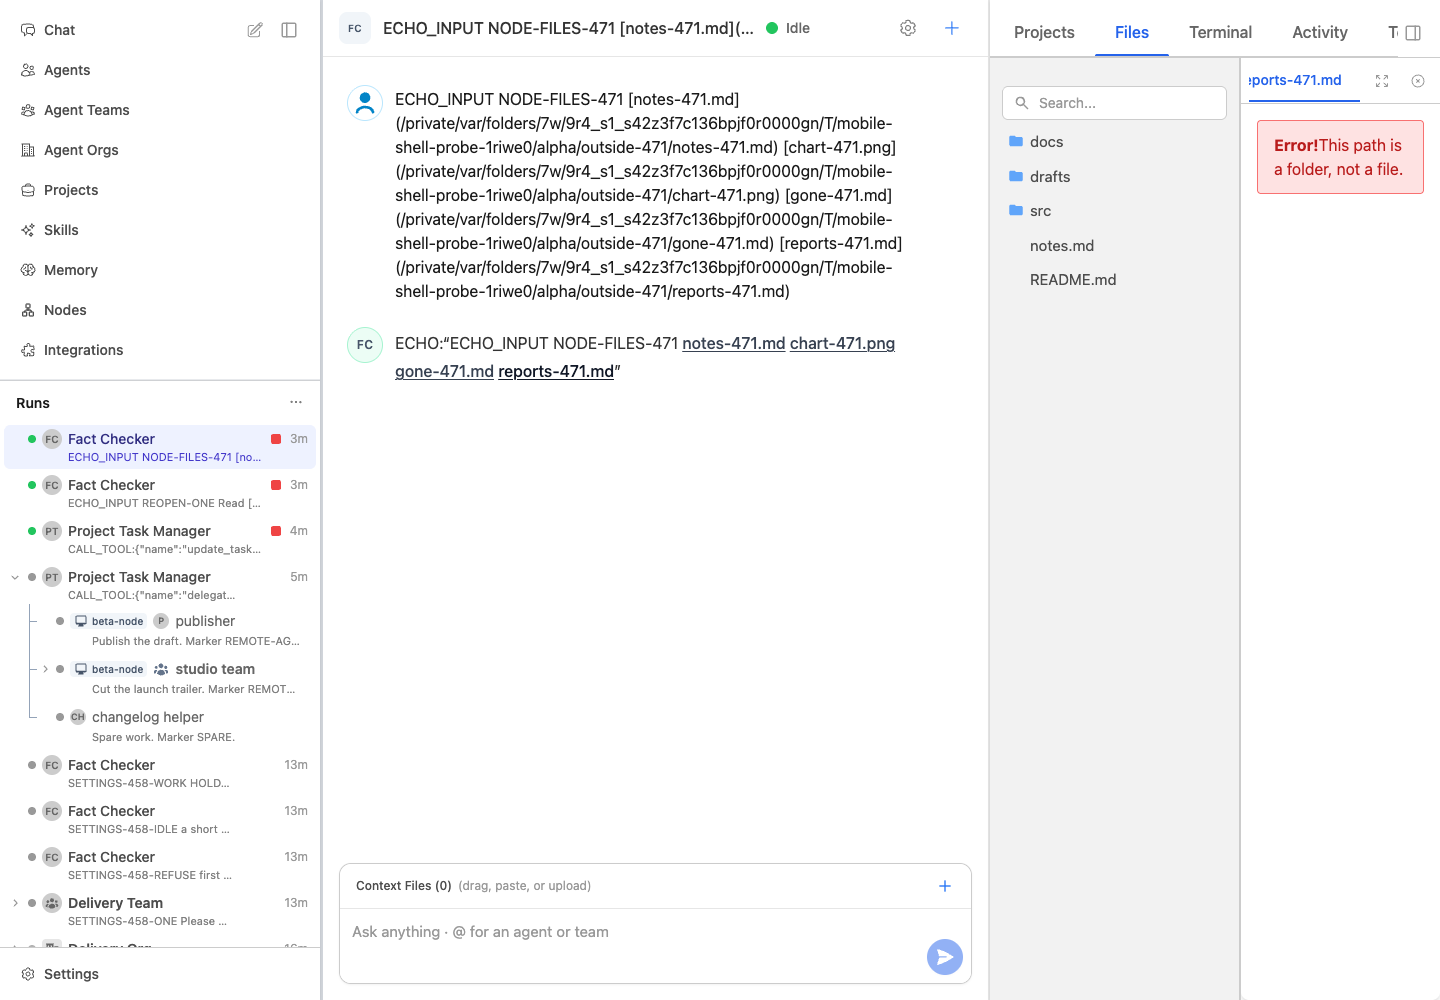 Chat
Agents
Agent Teams
Agent Orgs
Projects
Skills
Memory
Nodes
Integrations
Runs
FC Fact Checker 3m
ECHO_INPUT NODE-FILES-471 [no...
FC Fact Checker 3m
ECHO_INPUT REOPEN-ONE Read [...
PT Project Task Manager 4m
CALL_TOOL:{"name":"update_task...
PT Project Task Manager 5m
CALL_TOOL:{"name":"delegat...
beta-node P publisher
Publish the draft. Marker REMOTE-AG...
beta-node studio team
Cut the launch trailer. Marker REMOT...
CH changelog helper
Spare work. Marker SPARE.
FC Fact Checker 13m
SETTINGS-458-WORK HOLD...
FC Fact Checker 13m
SETTINGS-458-IDLE a short ...
FC Fact Checker 13m
SETTINGS-458-REFUSE first ...
Delivery Team 13m
SETTINGS-458-ONE Please ...
Delivery Org 16m
Settings
FC ECHO_INPUT NODE-FILES-471 [notes-471.md](... Idle
ECHO_INPUT NODE-FILES-471 [notes-471.md]
(/private/var/folders/7w/9r4_s1_s42z3f7c136bpjf0r0000gn/T/mobile-
shell-probe-1riwe0/alpha/outside-471/notes-471.md) [chart-471.png]
(/private/var/folders/7w/9r4_s1_s42z3f7c136bpjf0r0000gn/T/mobile-
shell-probe-1riwe0/alpha/outside-471/chart-471.png) [gone-471.md]
(/private/var/folders/7w/9r4_s1_s42z3f7c136bpjf0r0000gn/T/mobile-
shell-probe-1riwe0/alpha/outside-471/gone-471.md) [reports-471.md]
(/private/var/folders/7w/9r4_s1_s42z3f7c136bpjf0r0000gn/T/mobile-
shell-probe-1riwe0/alpha/outside-471/reports-471.md)
FC ECHO:“ECHO_INPUT NODE-FILES-471 notes-471.md chart-471.png
gone-471.md reports-471.md”
Context Files (0) (drag, paste, or upload)
Ask anything · @ for an agent or team
Projects Files Terminal Activity
Search...
docs
drafts
src
notes.md
README.md
eports-471.md
Error!This path is
a folder, not a file.